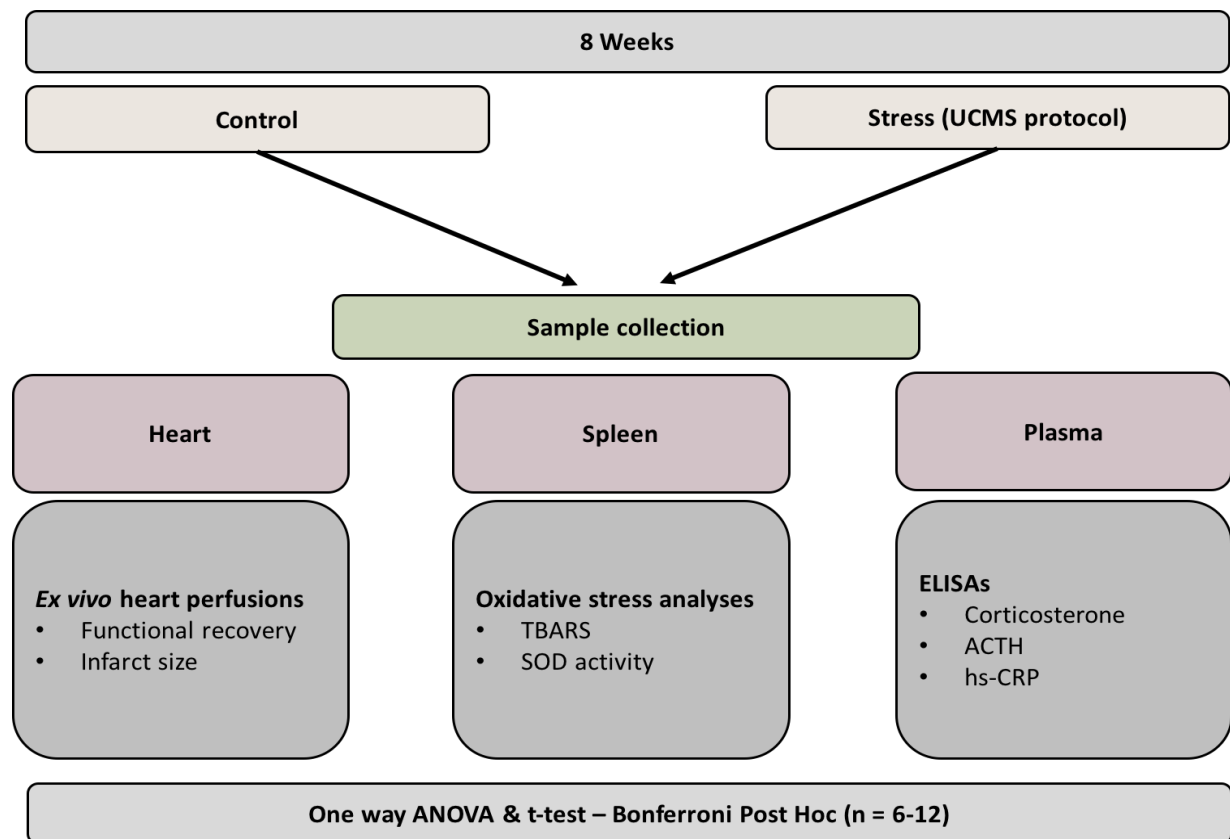 8 Weeks
Control
Stress (UCMS protocol)
Sample collection
Heart
Spleen
Plasma
Ex vivo heart perfusions
• Functional recovery
• Infarct size
Oxidative stress analyses
• TBARS
• SOD activity
ELISAs
• Corticosterone
• ACTH
• hs-CRP
One way ANOVA & t-test – Bonferroni Post Hoc (n = 6-12)